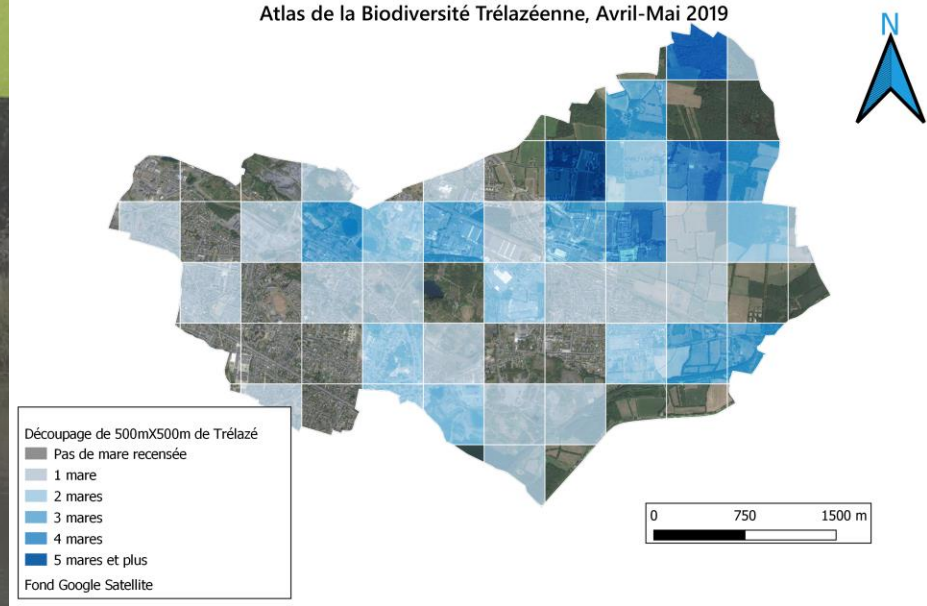 Atlas de la Biodiversité Trélazéenne, Avril-Mai 2019
N
Découpage de 500mX500m de Trélazé
Pas de mare recensée
1 mare
2 mares
3 mares
4 mares
5 mares et plus
Fond Google Satellite
0 750 1500 m